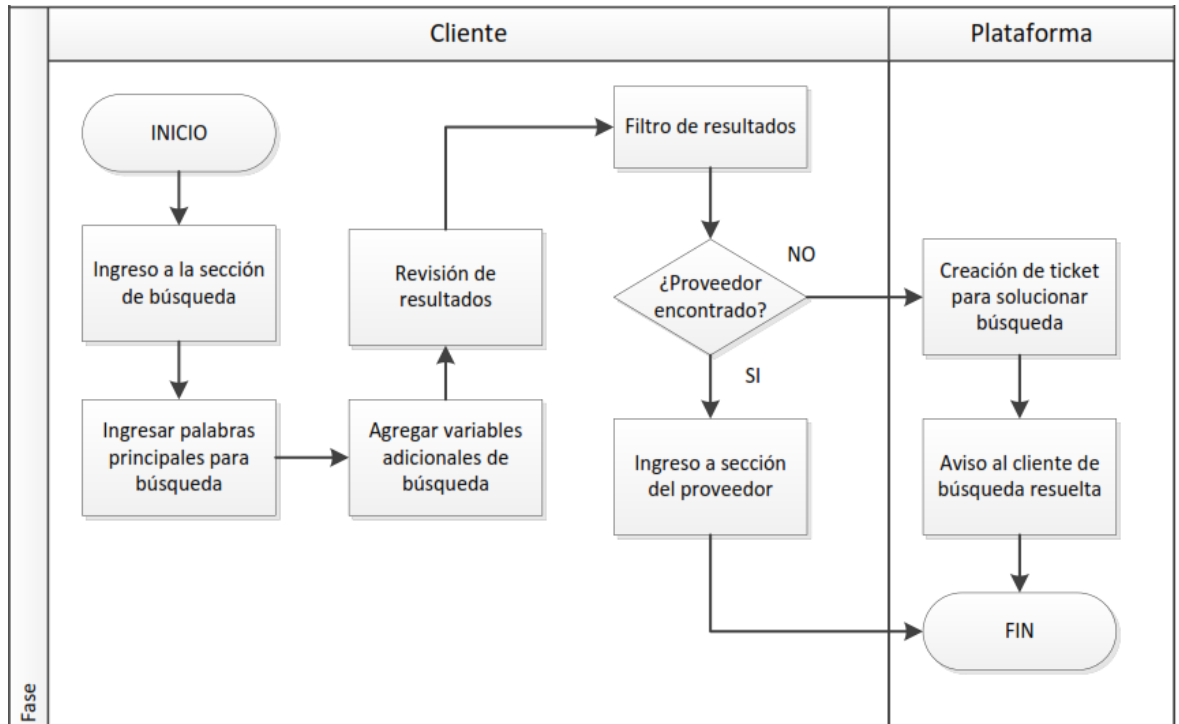 Cliente
Plataforma
Fase
INICIO
Ingreso a la sección
de búsqueda
Ingresar palabras
principales para
búsqueda
Agregar variables
adicionales de
búsqueda
Revisión de
resultados
Filtro de resultados
¿Proveedor
encontrado?
NO
SI
Ingreso a sección
del proveedor
Creación de ticket
para solucionar
búsqueda
Aviso al cliente de
búsqueda resuelta
FIN